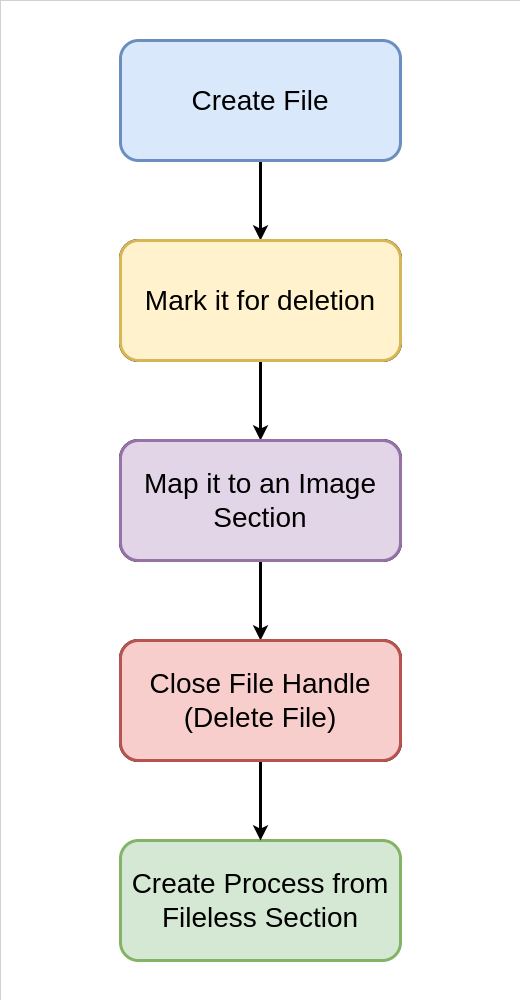 Create File
Mark it for deletion
Map it to an Image
Section
Close File Handle
(Delete File)
Create Process from
Fileless Section